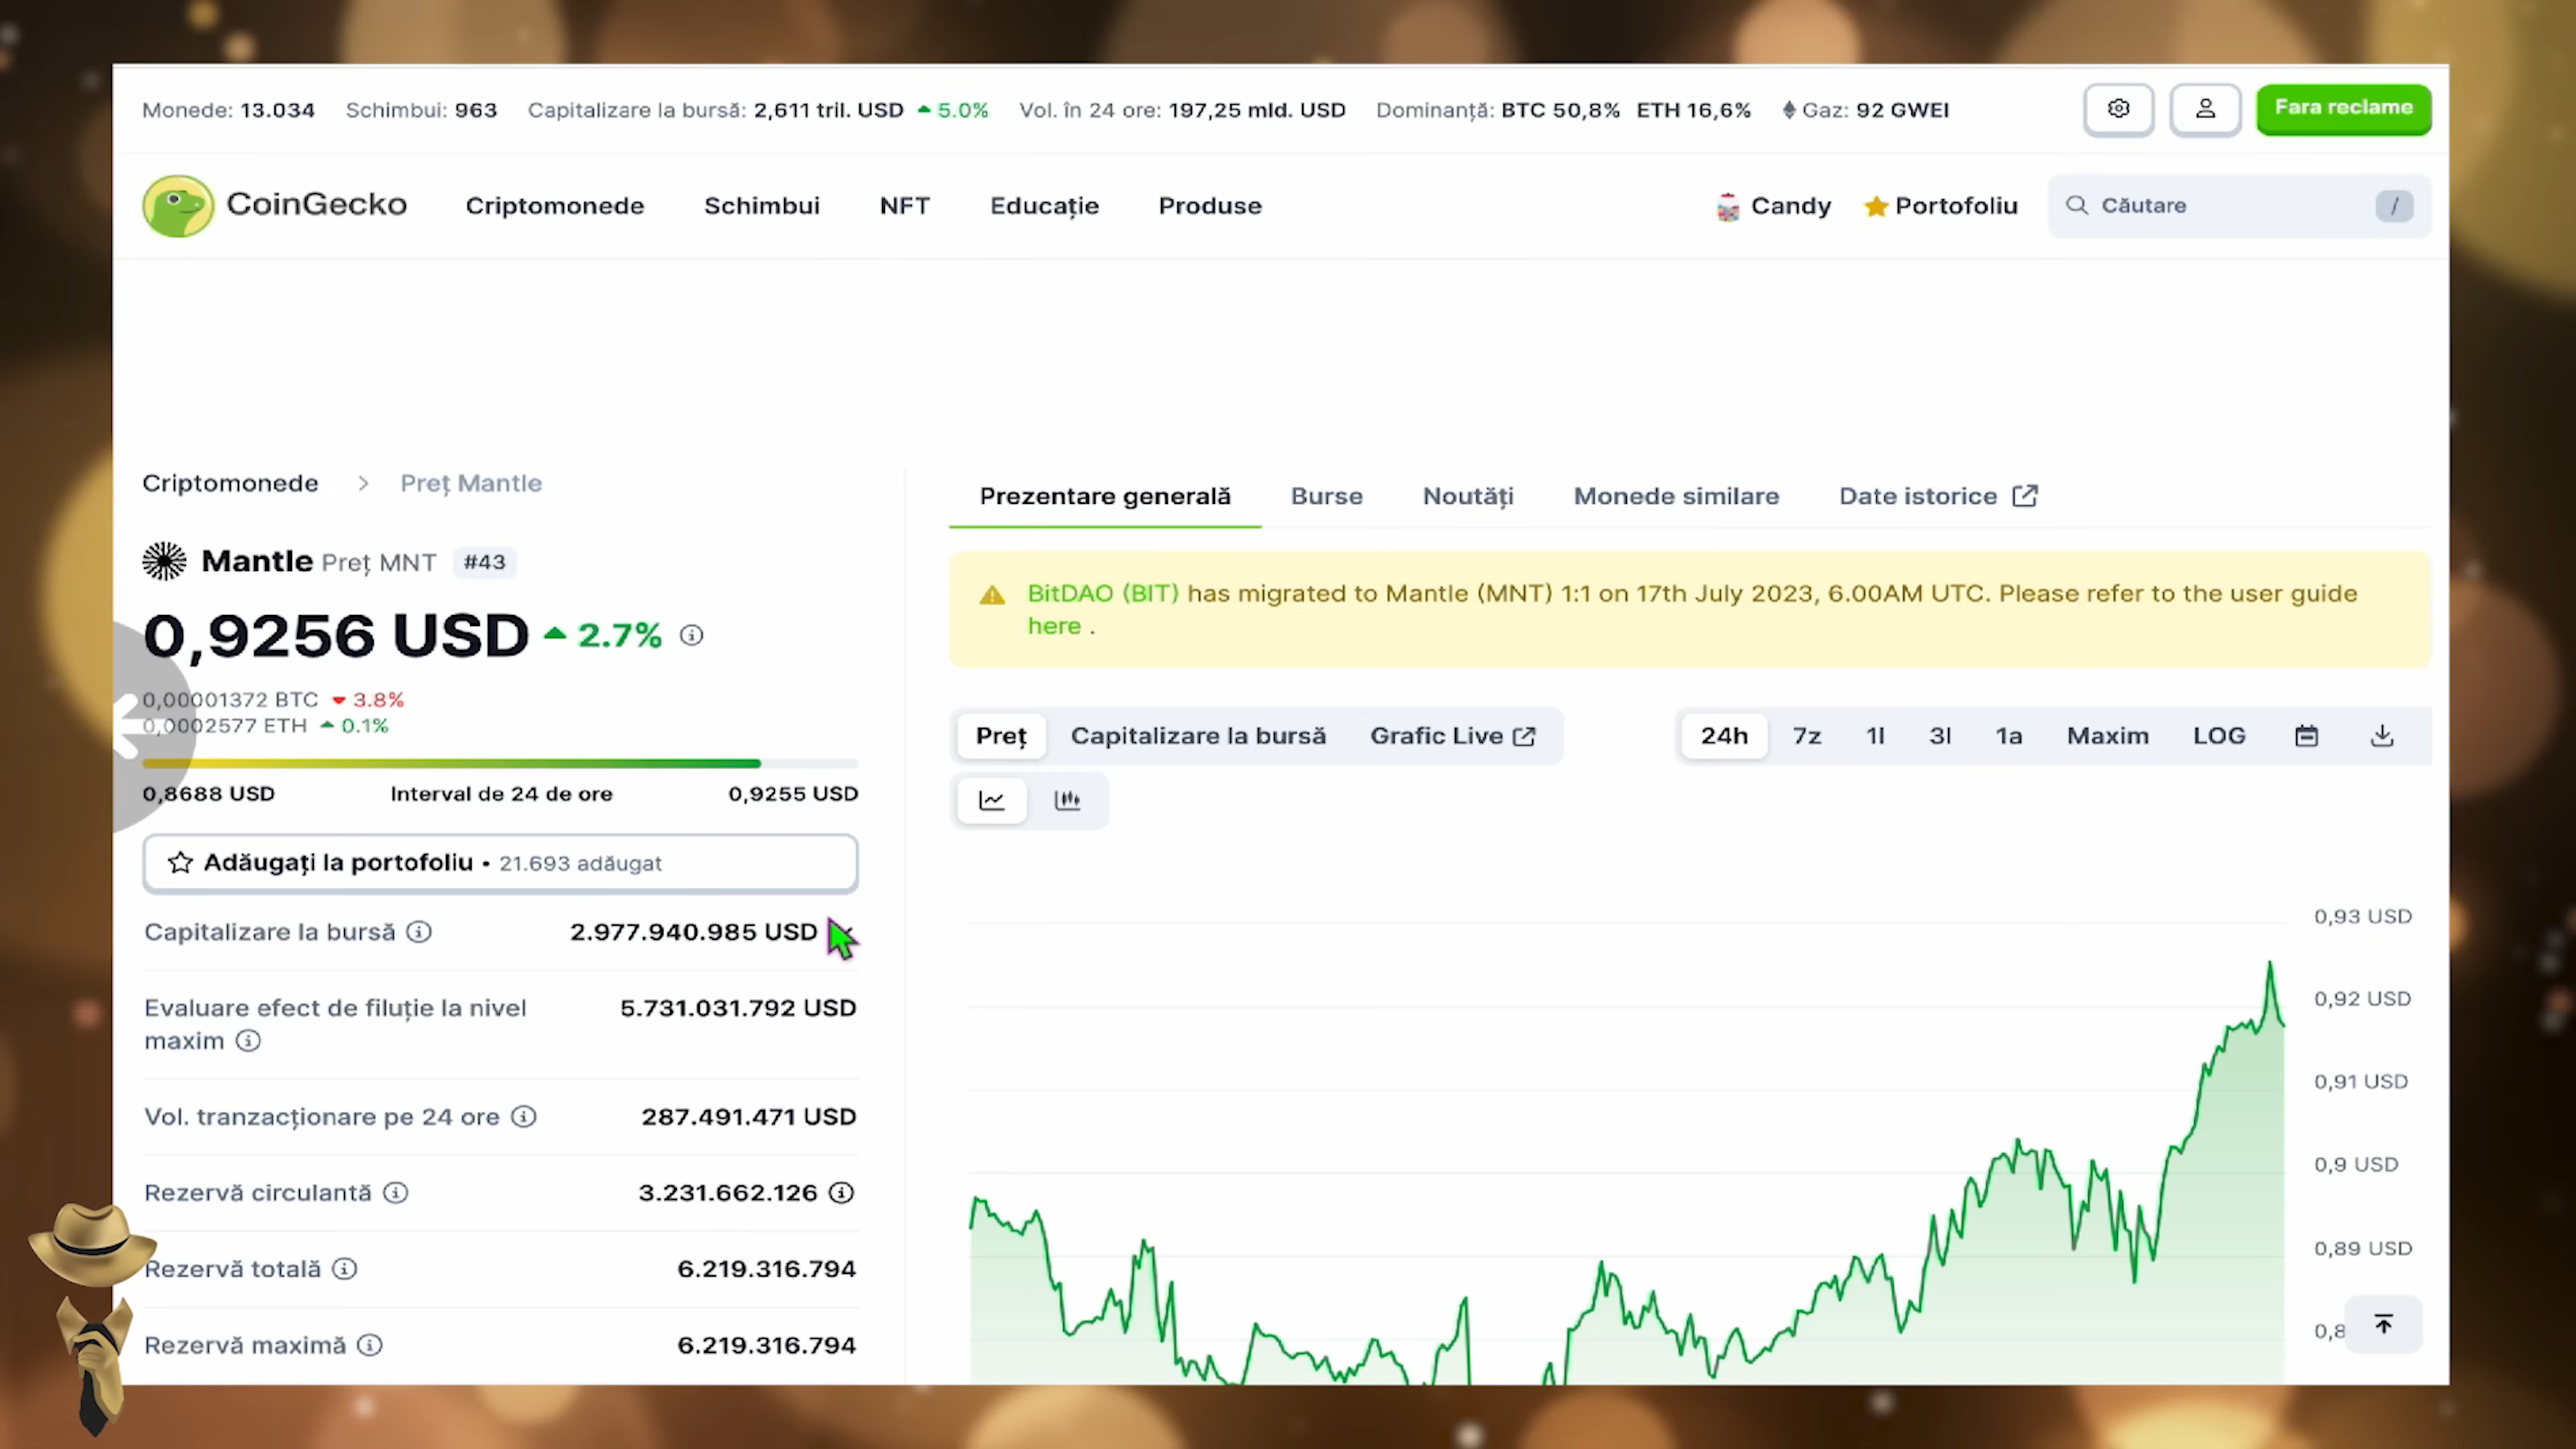 Monede: 13.034 Schimburi: 963 Capitalizare la bursă: 2,611 tril. USD 5.0% Vol. în 24 ore: 197,25 mld. USD Dominanță: BTC 50,8% ETH 16,6% Gaz: 92 GWEI Fara reclame
CoinGecko Criptomonede Schimbui NFT Educație Produse Candy Portofoliu Căutare /
Criptomonede > Preț Mantle
Mantle Preț MNT #43
0,9256 USD 2.7%
0,00001372 BTC 3.8%
0,0002577 ETH 0.1%
0,8688 USD Interval de 24 de ore 0,9255 USD
Adăugați la portofoliu • 21.693 adăugat
Capitalizare la bursă 2.977.940.985 USD
Evaluare efect de filuție la nivel
maxim 5.731.031.792 USD
Vol. tranzacționare pe 24 ore 287.491.471 USD
Rezervă circulantă 3.231.662.126
Rezervă totală 6.219.316.794
Rezervă maximă 6.219.316.794
Prezentare generală Burse Noutăți Monede similare Date istorice
BitDAO (BIT) has migrated to Mantle (MNT) 1:1 on 17th July 2023, 6.00AM UTC. Please refer to the user guide
here .
Preț Capitalizare la bursă Grafic Live 24h 7z 1l 3l 1a Maxim LOG
0,93 USD
0,92 USD
0,91 USD
0,9 USD
0,89 USD